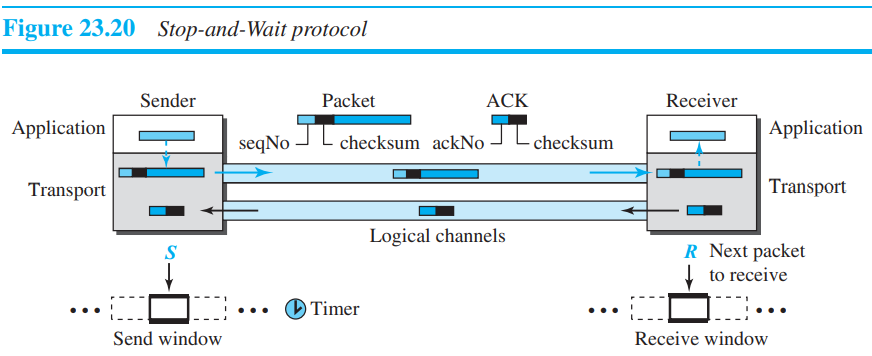 Figure 23.20 Stop-and-Wait protocol
Sender Packet ACK Receiver
Application Application
seqNo checksum ackNo checksum
Transport Transport
Logical channels
S R Next packet
to receive
Timer
Send window Receive window